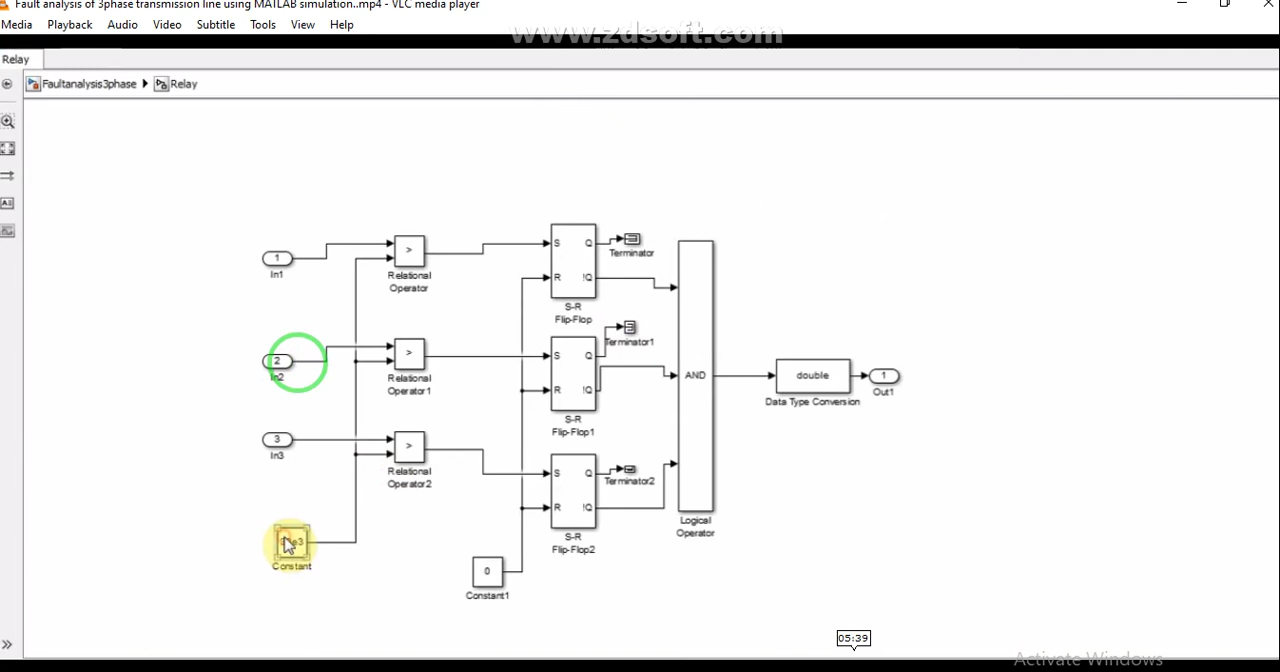 Fault analysis of 3phase transmission line using MATLAB simulation..mp4 - VLC media player
Media Playback Audio Video Subtitle Tools View Help
www.zdsoft.com
Relay
Faultanalysis3phase Relay
1
In1
>
Relational
Operator
S Q
R !Q
S-R
Flip-Flop
Terminator
2
In2
>
Relational
Operator1
S Q
R !Q
S-R
Flip-Flop1
Terminator1
3
In3
>
Relational
Operator2
S Q
R !Q
S-R
Flip-Flop2
Terminator2
AND
Logical
Operator
double
Data Type Conversion
1
Out1
Constant
0
Constant1
05:39
Activate Windows